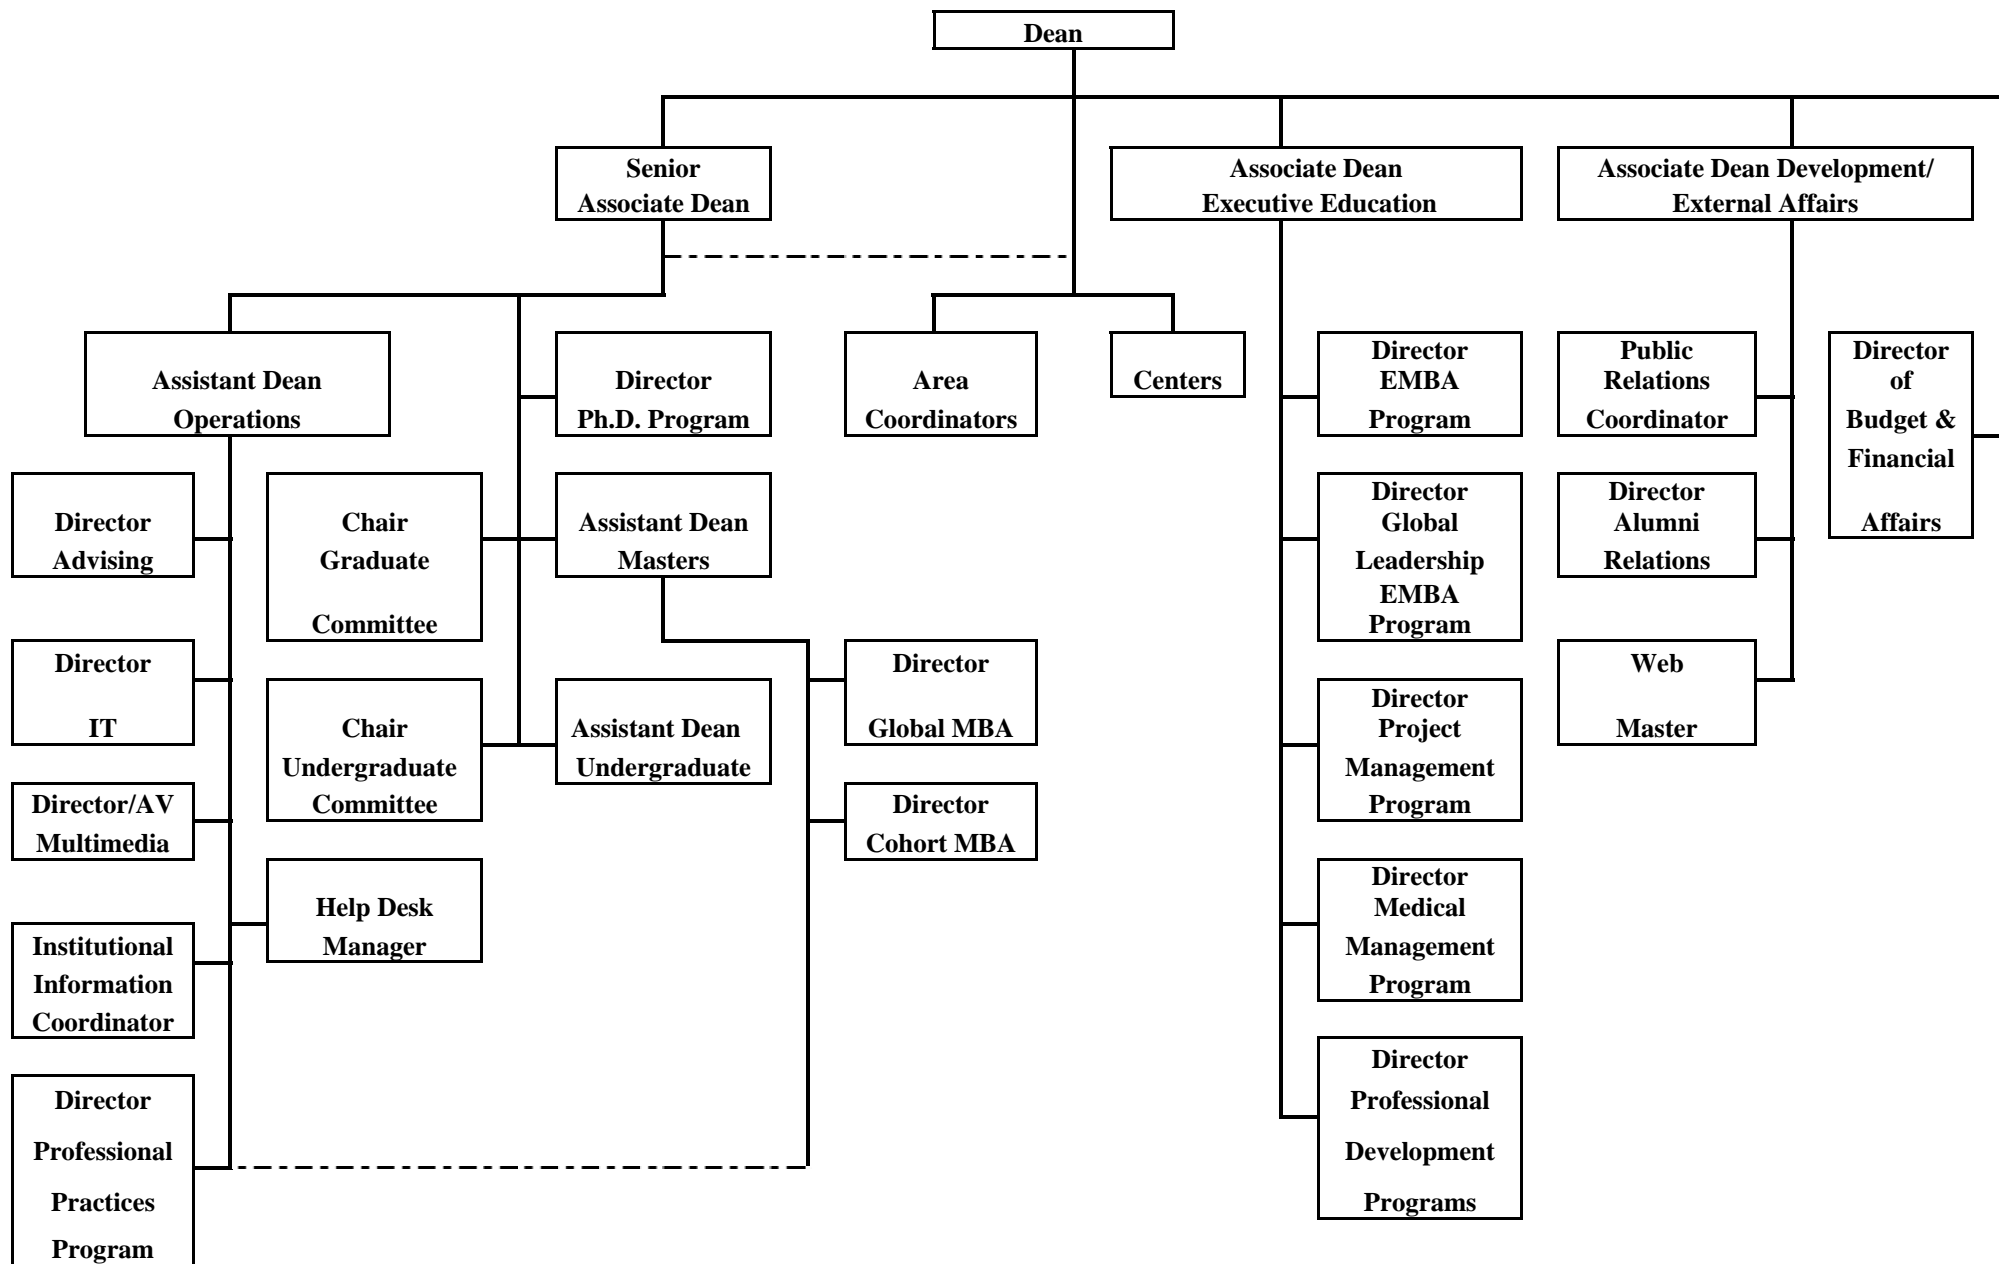 Dean
Senior
Associate Dean
Associate Dean
Executive Education
Associate Dean Development/
External Affairs
Assistant Dean
Operations
Director
Ph.D. Program
Area
Coordinators
Centers
Director
EMBA
Program
Public
Relations
Coordinator
Director
of
Budget &
Financial
Affairs
Director
Advising
Chair
Graduate
Committee
Assistant Dean
Masters
Director
Global
Leadership
EMBA
Program
Director
Alumni
Relations
Director
IT
Chair
Undergraduate
Committee
Assistant Dean
Undergraduate
Director
Global MBA
Director
Project
Management
Program
Web
Master
Director/AV
Multimedia
Director
Cohort MBA
Help Desk
Manager
Director
Medical
Management
Program
Institutional
Information
Coordinator
Director
Professional
Development
Programs
Director
Professional
Practices
Program